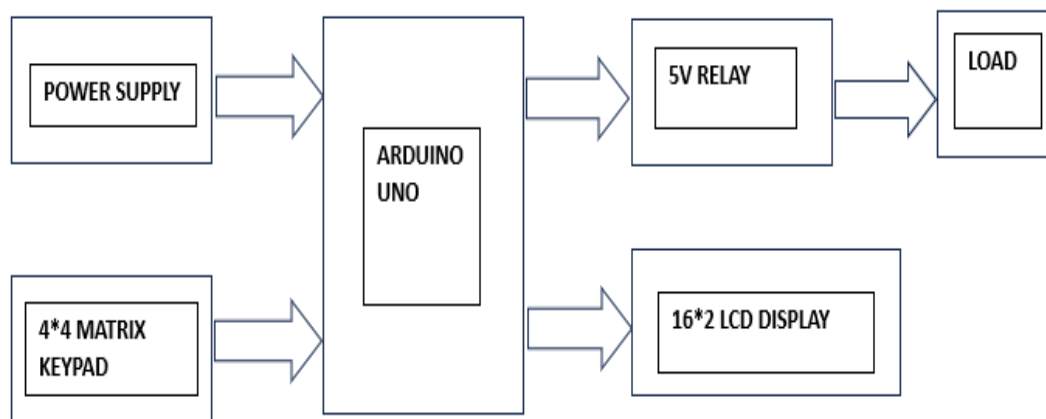 POWER SUPPLY
ARDUINO
UNO
5V RELAY
LOAD
4*4 MATRIX
KEYPAD
16*2 LCD DISPLAY